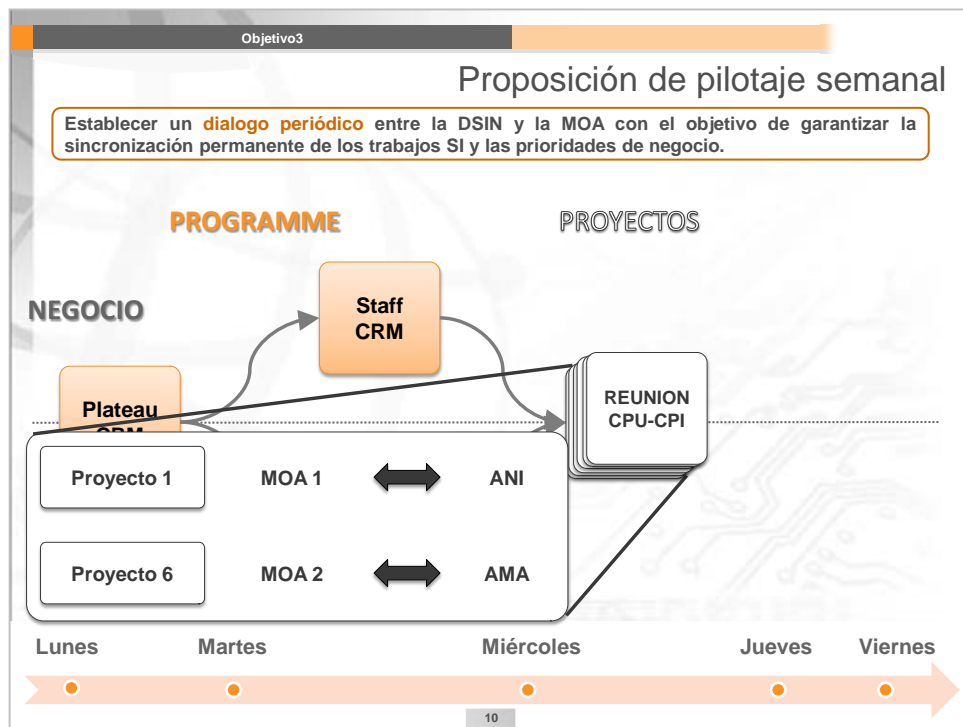 Objetivo3
Proposición de pilotaje semanal
Establecer un dialogo periódico entre la DSIN y la MOA con el objetivo de garantizar la
sincronización permanente de los trabajos SI y las prioridades de negocio.
PROGRAMME
PROYECTOS
NEGOCIO
Staff
CRM
Plateau
CRM
REUNION
CPU-CPI
Proyecto 1 MOA 1 ANI
Proyecto 6 MOA 2 AMA
Lunes Martes Miércoles Jueves Viernes
10